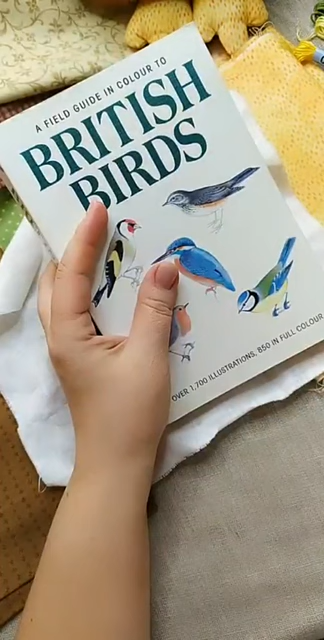 A FIELD GUIDE IN COLOUR TO
BRITISH
BIRDS
OVER 1,700 ILLUSTRATIONS, 850 IN FULL COLOUR